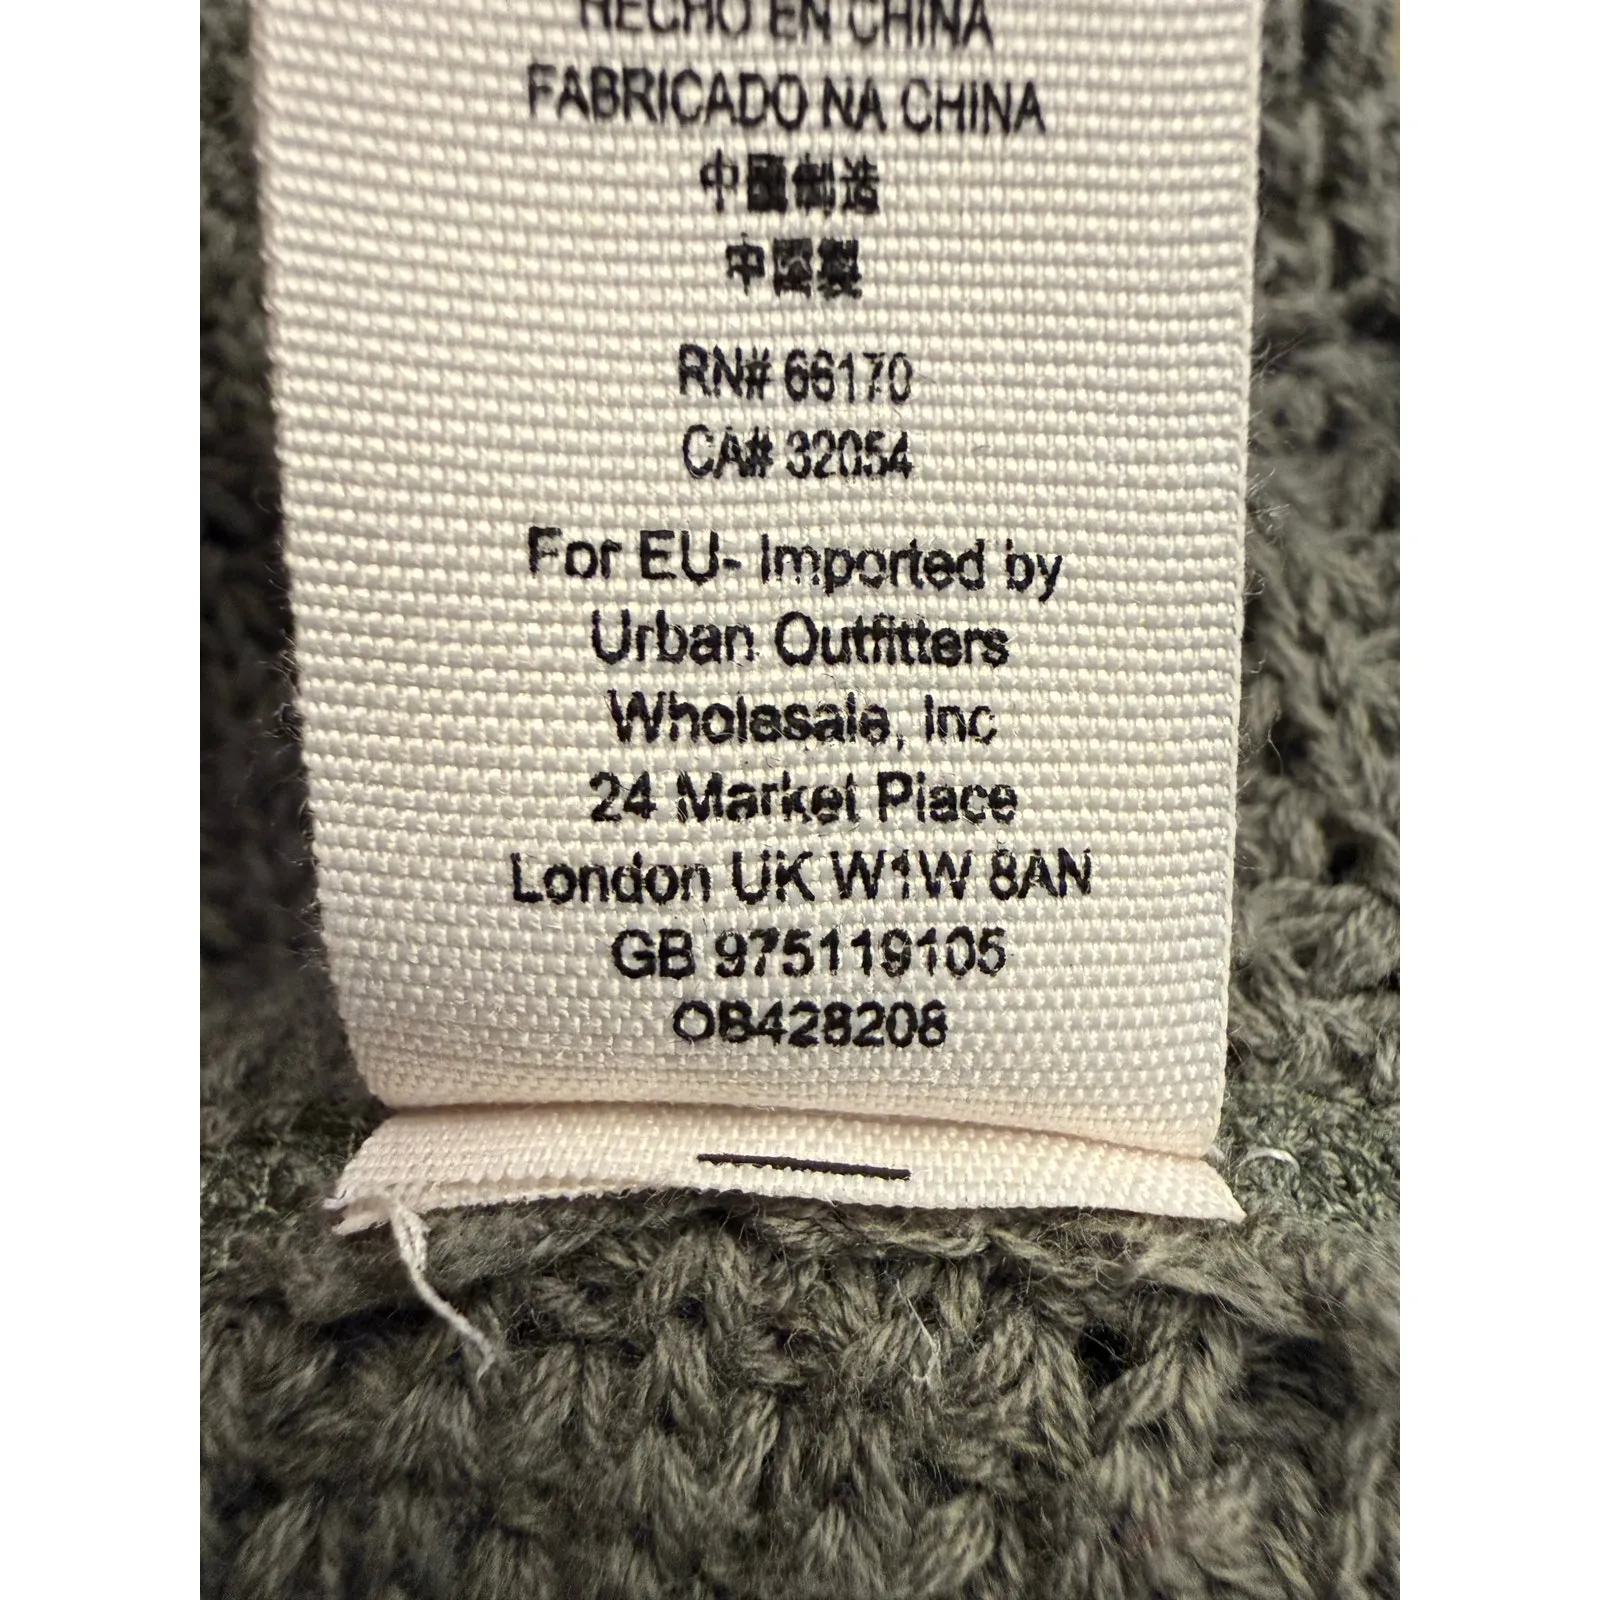 HECHO EN CHINA
FABRICADO NA CHINA
中國製造
中國製
RN# 66170
CA# 32054
For EU- Imported by
Urban Outfitters
Wholesale, Inc
24 Market Place
London UK W1W 8AN
GB 975119105
OB428208